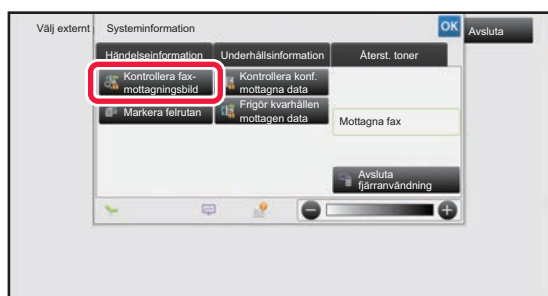 Välj externt
Systeminformation
OK
Avsluta
Händelseinformation
Underhållsinformation
Återst. toner
Kontrollera fax-
mottagningsbild
Kontrollera konf.
mottagna data
Markera felrutan
Frigör kvarhållen
mottagen data
Mottagna fax
Avsluta
fjärranvändning